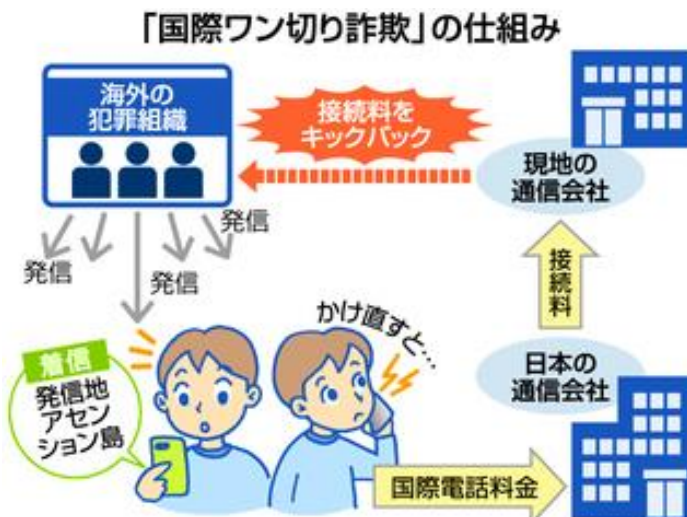 「国際ワン切り詐欺」の仕組み
海外の
犯罪組織
接続料を
キックバック
現地の
通信会社
発信
発信
発信
接続料
かけ直すと…
着信
発信地
アセン
ション島
日本の
通信会社
国際電話料金